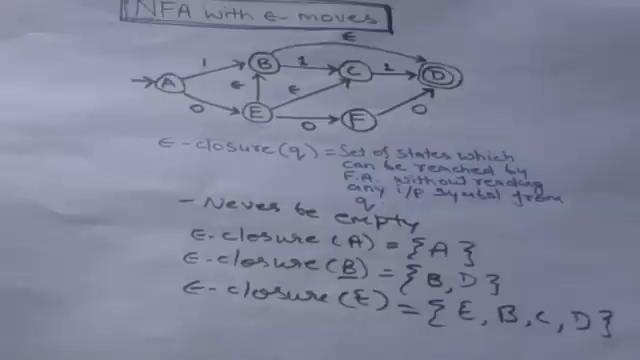 NFA with ϵ moves
ϵ
1 B 1 C 1 D
A ϵ ϵ
0 E 0 F 0
ϵ-closure(q) = Set of states which
can be reached by
F.A. without reading
any i/p symbol from
q.
- Never be empty
ϵ-closure(A) = {A}
ϵ-closure(B) = {B, D}
ϵ-closure(E) = {E, B, C, D}